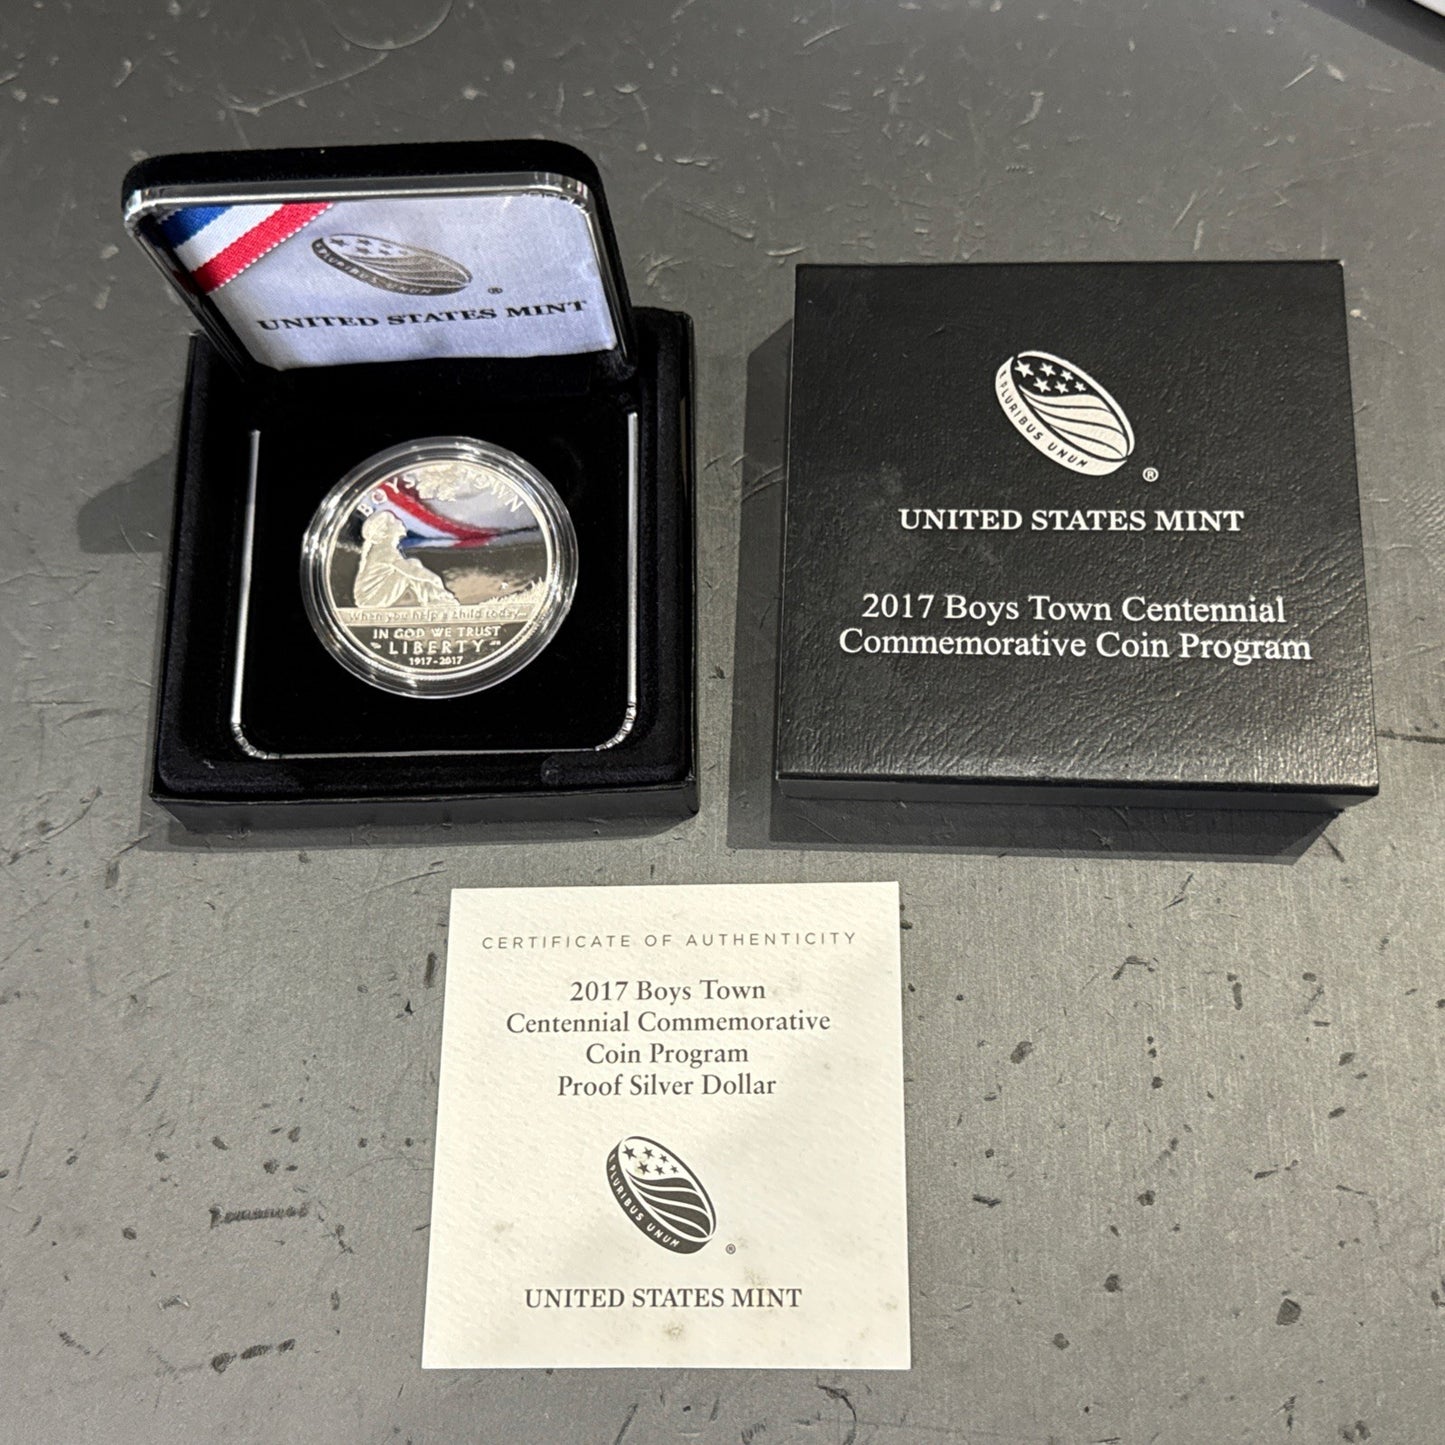 PLURIBUS UNUM
®
UNITED STATES MINT
BOYS TOWN
When you help a child today...
IN GOD WE TRUST
LIBERTY
1917-2017
PLURIBUS UNUM
®
UNITED STATES MINT
2017 Boys Town Centennial
Commemorative Coin Program
CERTIFICATE OF AUTHENTICITY
2017 Boys Town
Centennial Commemorative
Coin Program
Proof Silver Dollar
PLURIBUS UNUM
®
UNITED STATES MINT